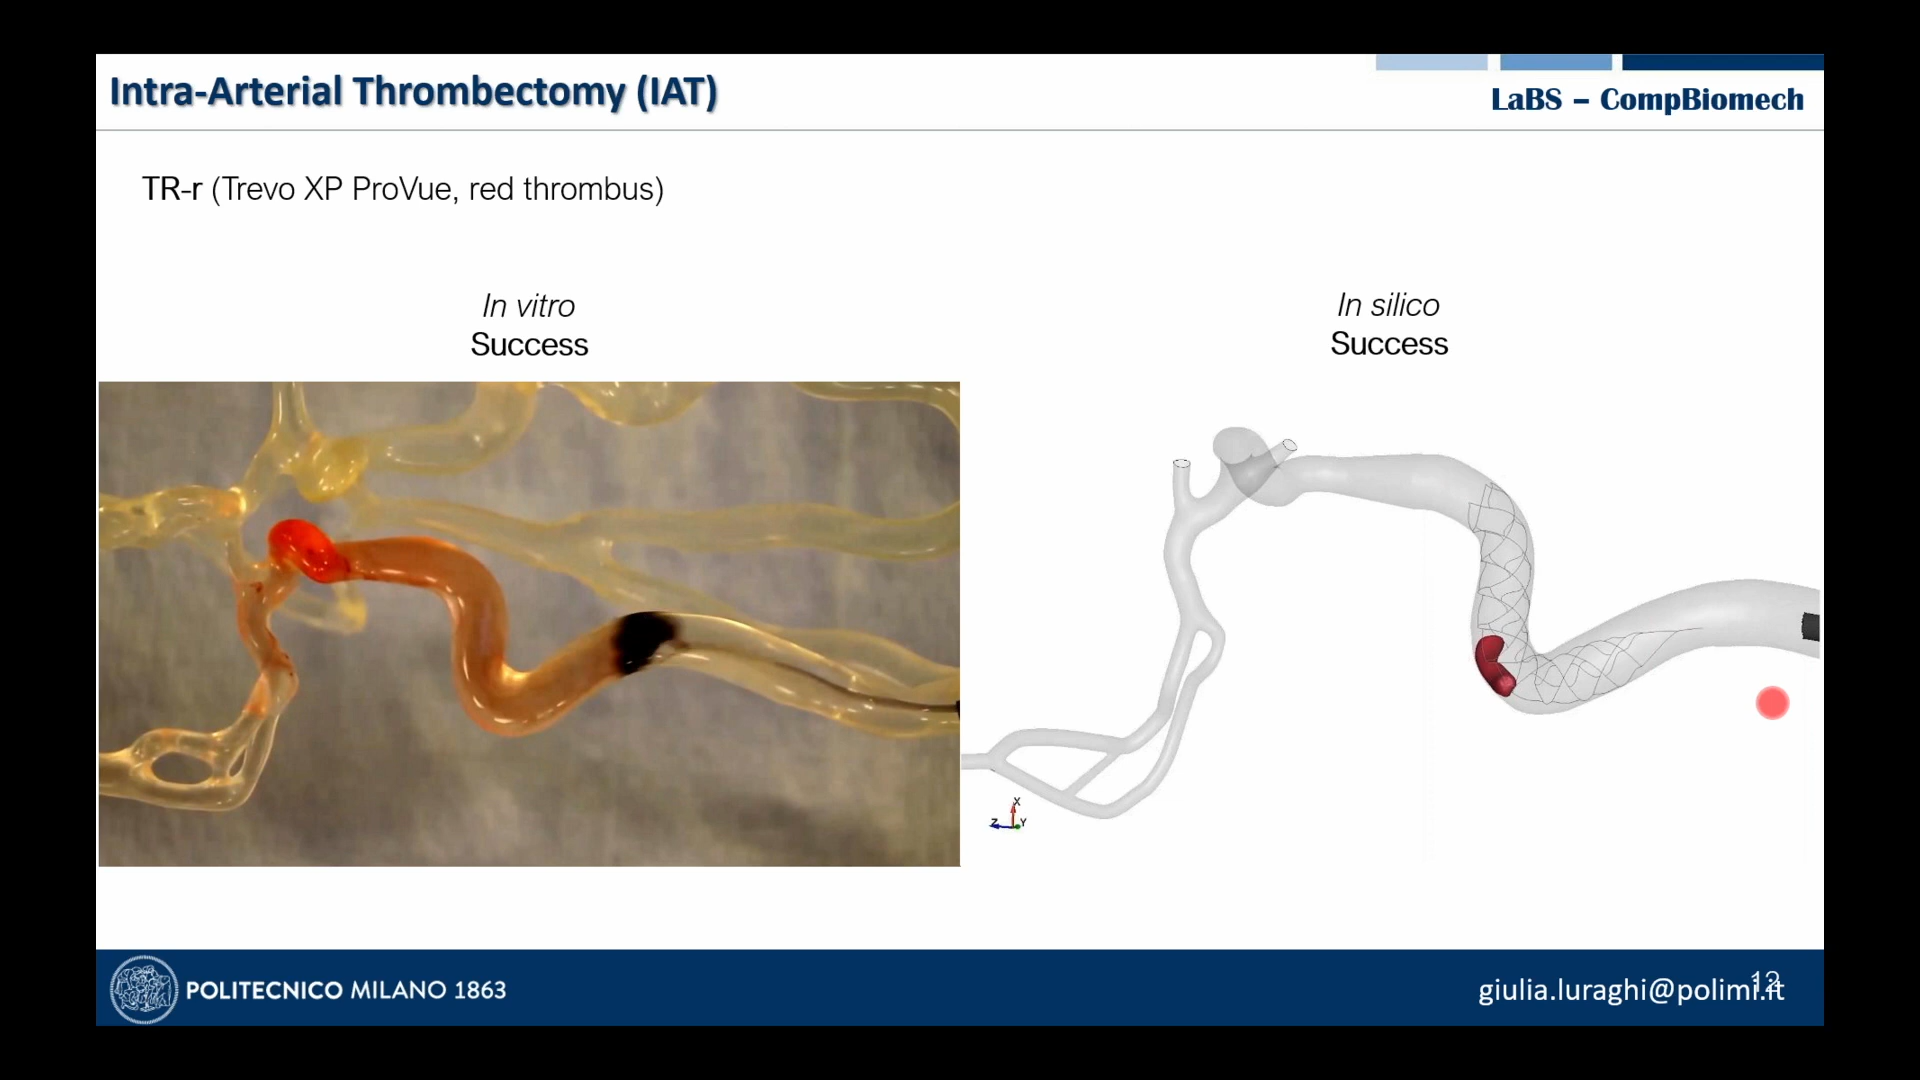 Intra-Arterial Thrombectomy (IAT)
LaBS – CompBiomech
TR-r (Trevo XP ProVue, red thrombus)
In vitro
Success
In silico
Success
X
Z
Y
POLITECNICO MILANO 1863
giulia.luraghi@polimi.it